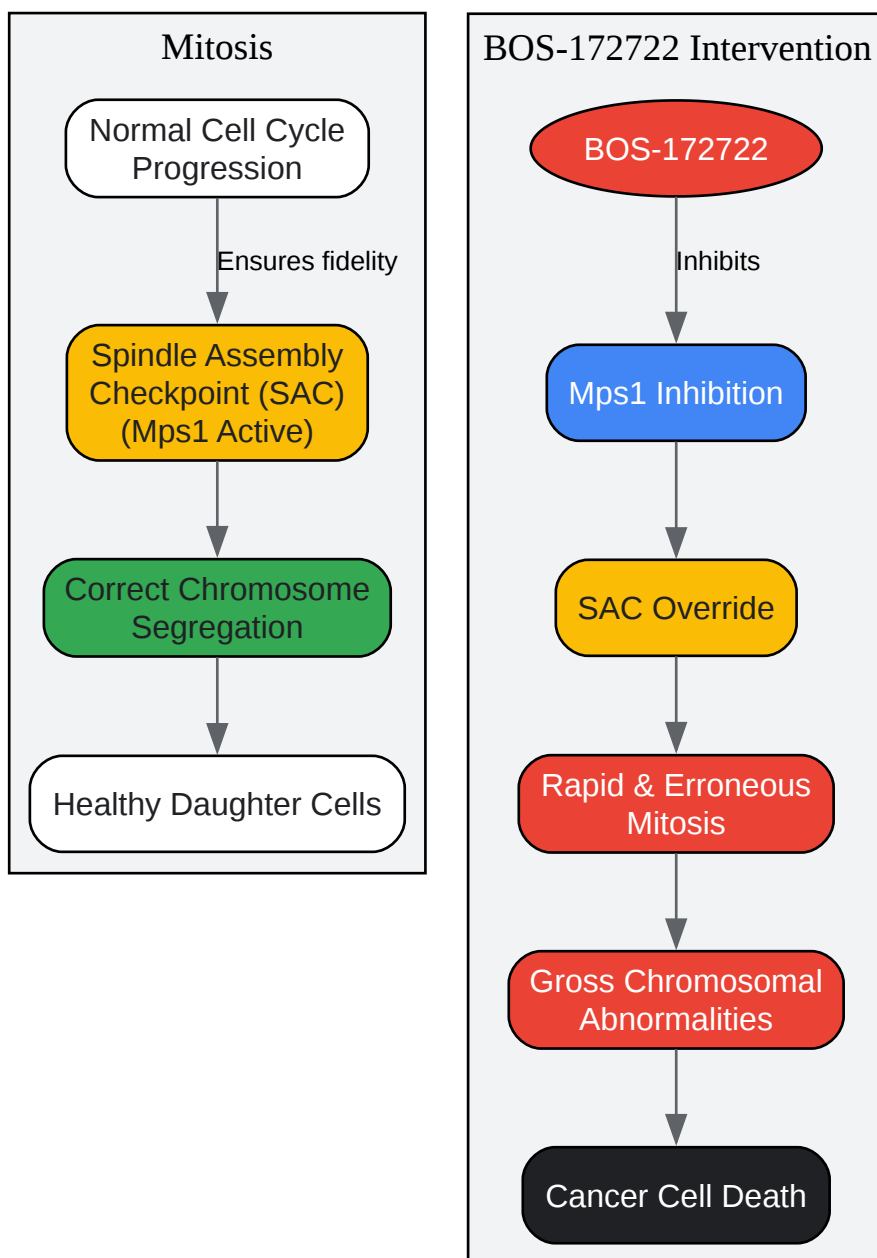 Mitosis
Normal Cell Cycle
Progression
Ensures fidelity
Spindle Assembly
Checkpoint (SAC)
(Mps1 Active)
Correct Chromosome
Segregation
Healthy Daughter Cells
BOS-172722 Intervention
BOS-172722
Inhibits
Mps1 Inhibition
SAC Override
Rapid & Erroneous
Mitosis
Gross Chromosomal
Abnormalities
Cancer Cell Death